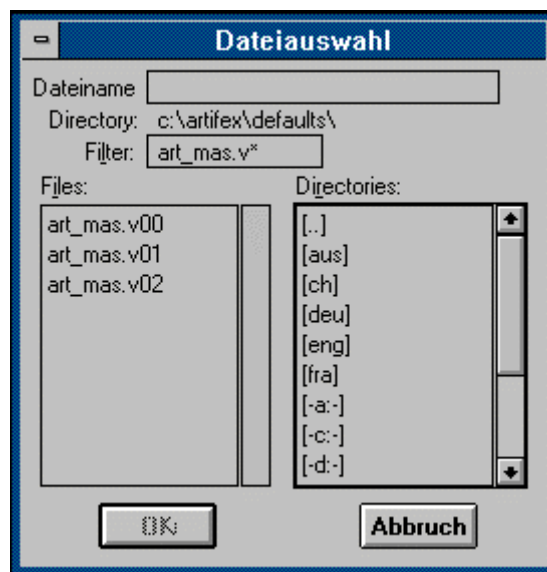 Dateiauswahl
Dateiname
Directory: c:\artifex\defaults\
Filter: art_mas.v*
Files:
art_mas.v00
art_mas.v01
art_mas.v02
Directories:
[..]
[aus]
[ch]
[deu]
[eng]
[fra]
[-a:-]
[-c:-]
[-d:-]
OK
Abbruch